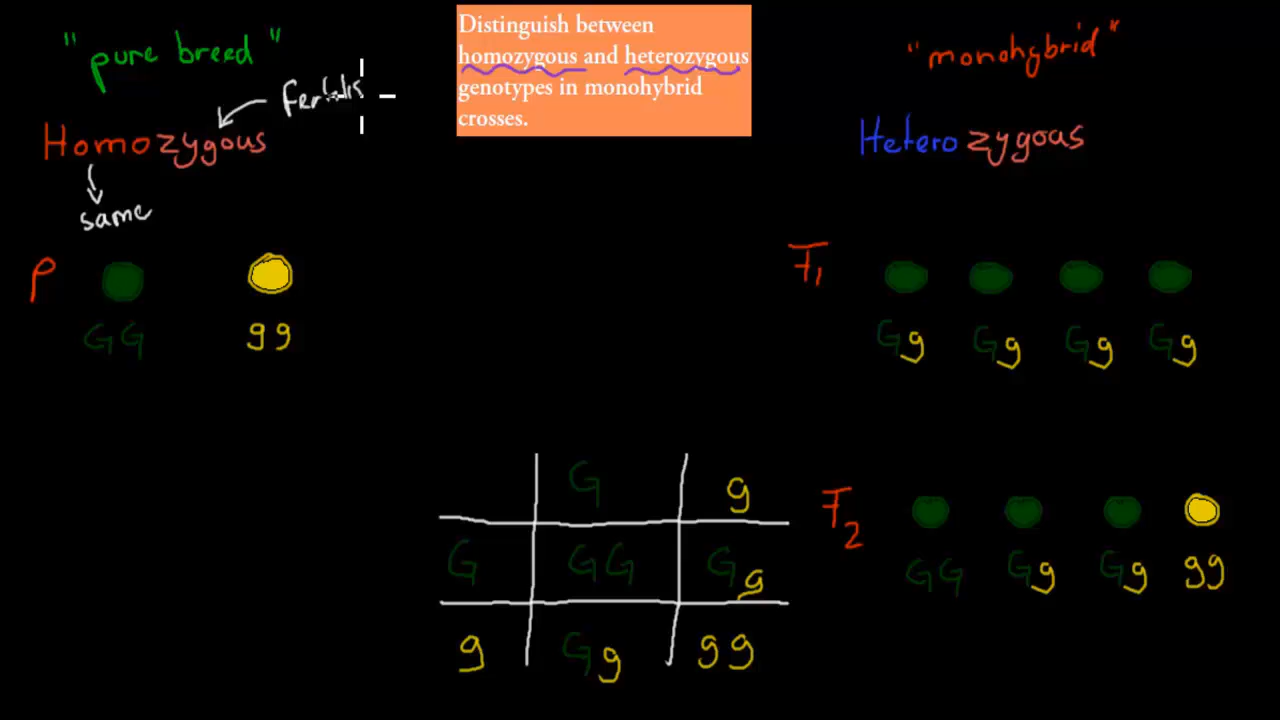 "pure breed"
Homozygous
same
P
GG gg
Distinguish between
homozygous and heterozygous
genotypes in monohybrid
crosses.
"monohybrid"
Heterozygous
F1
Gg Gg Gg Gg
G g
G GG Gg
g Gg gg
F2
GG Gg Gg gg